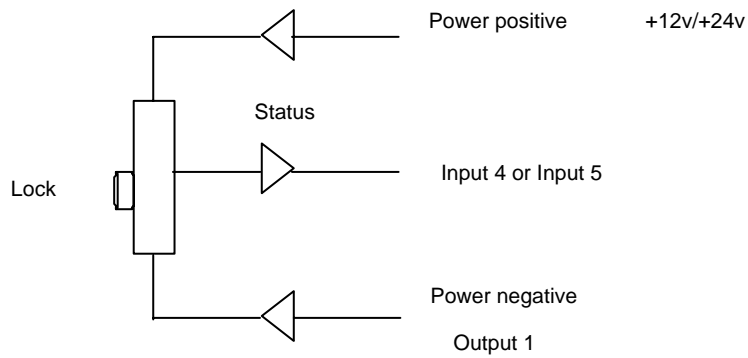 Power positive +12v/+24v
Status
Input 4 or Input 5
Lock
Power negative
Output 1